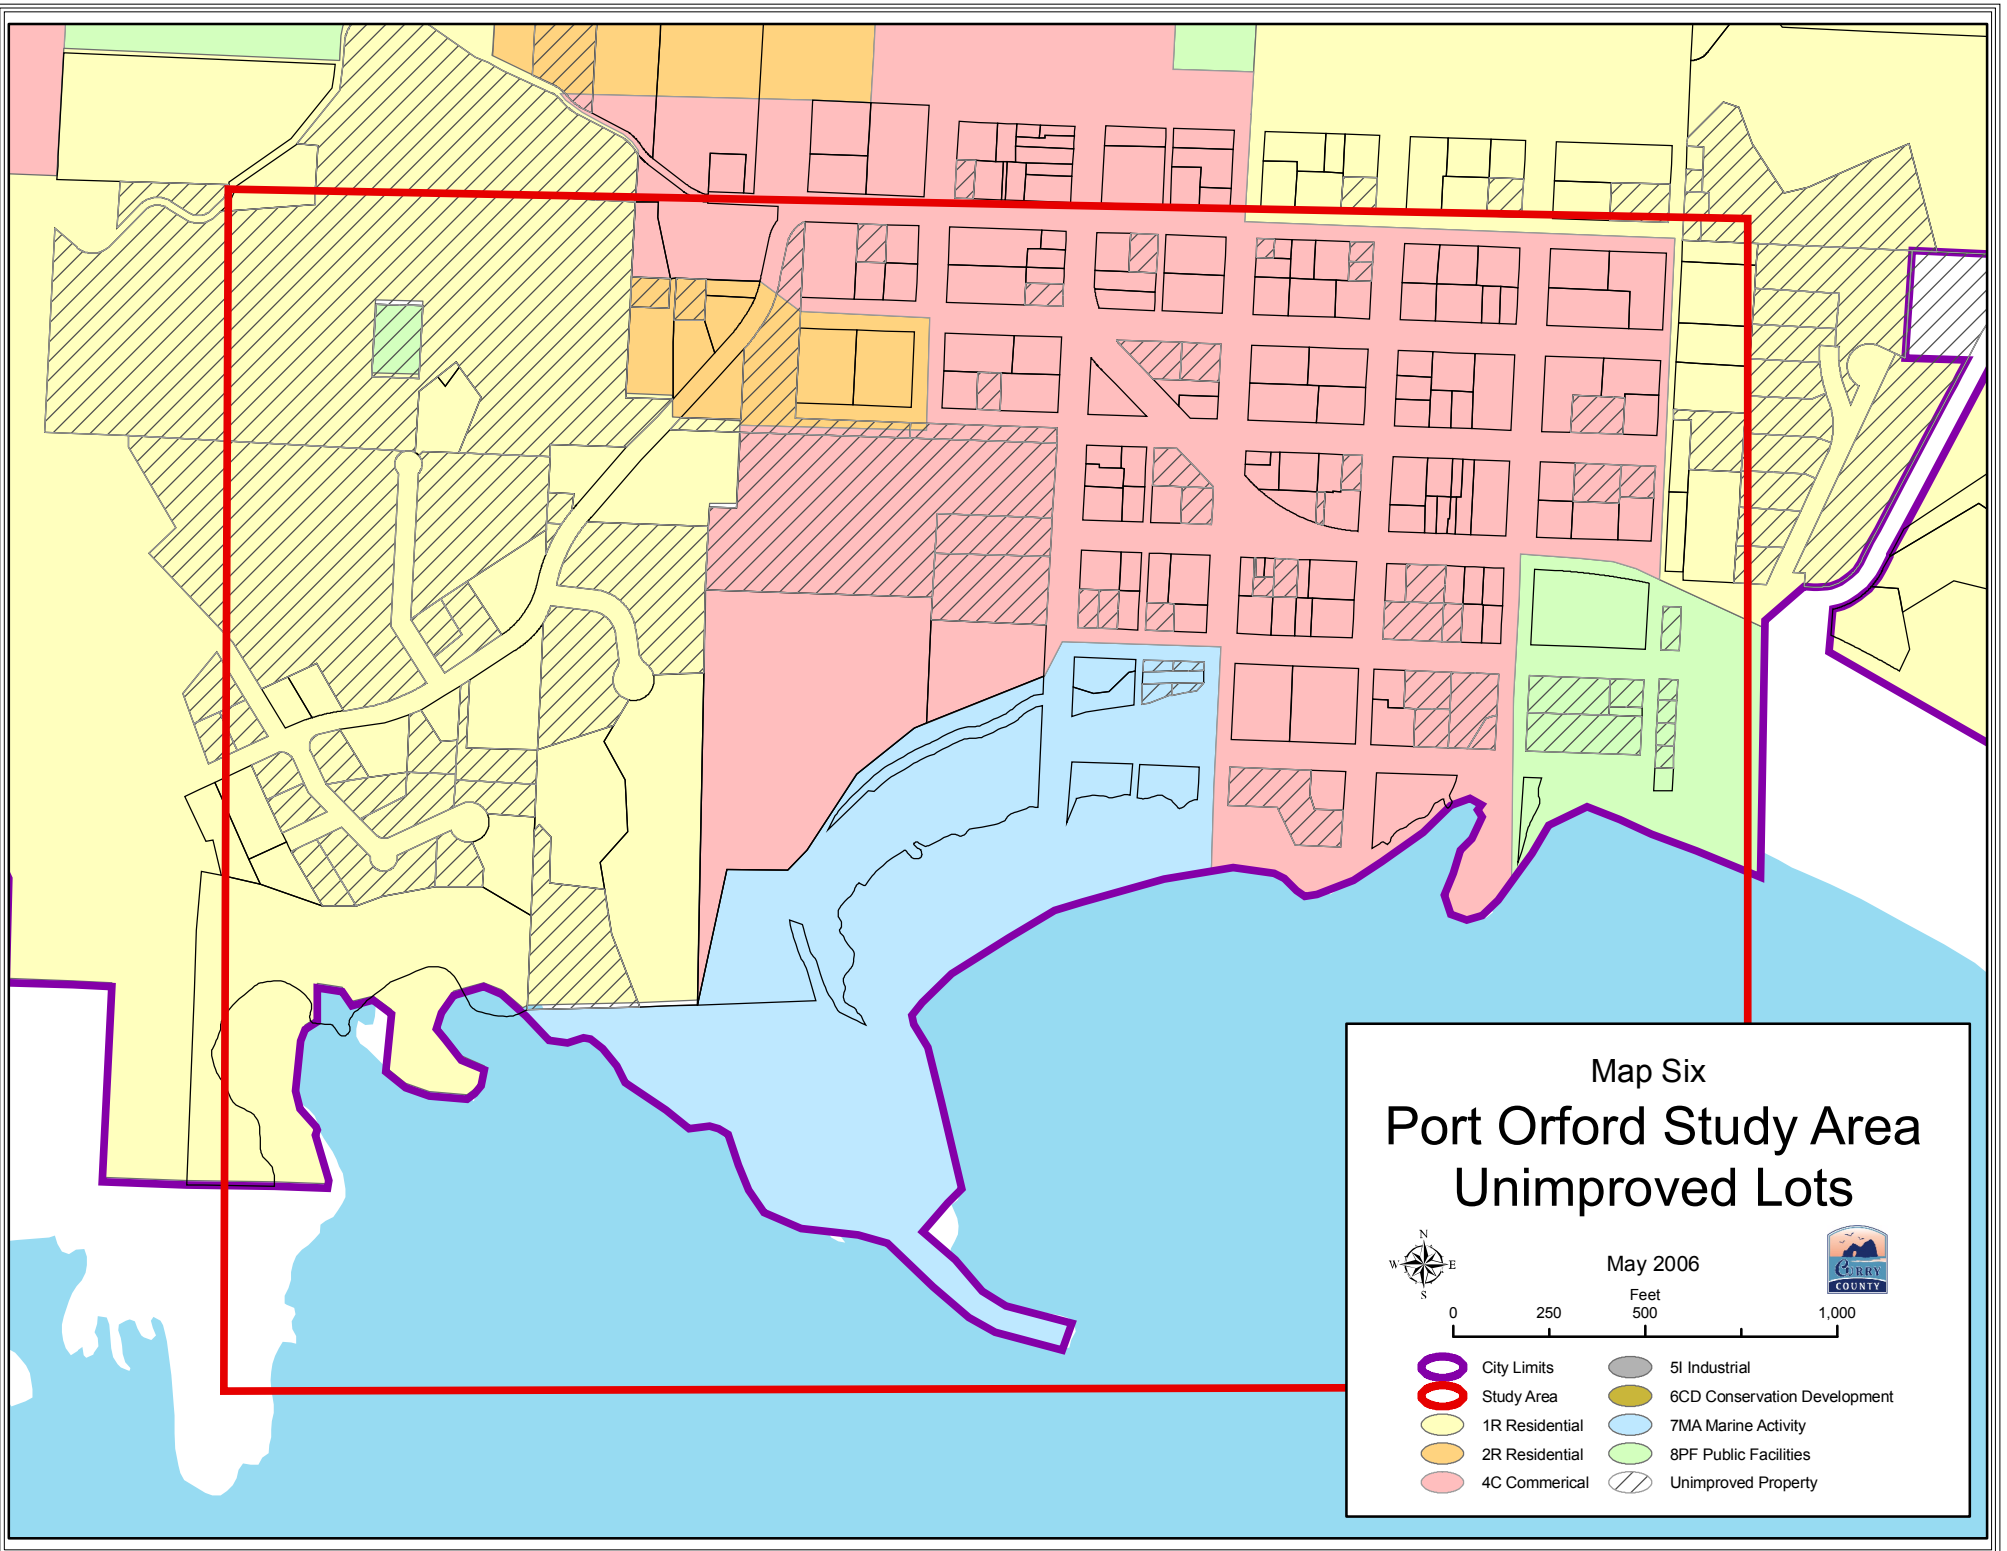 Map Six
Port Orford Study Area
Unimproved Lots
N
W E
S
May 2006
Feet
0 250 500 1,000
CURRY
COUNTY
City Limits
Study Area
1R Residential
2R Residential
4C Commerical
5I Industrial
6CD Conservation Development
7MA Marine Activity
8PF Public Facilities
Unimproved Property